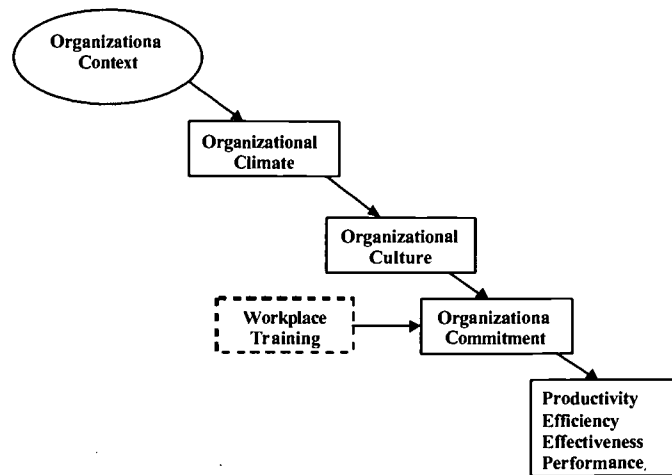 Organizationa
Context
Organizational
Climate
Organizational
Culture
Workplace
Training
Organizationa
Commitment
Productivity
Efficiency
Effectiveness
Performance